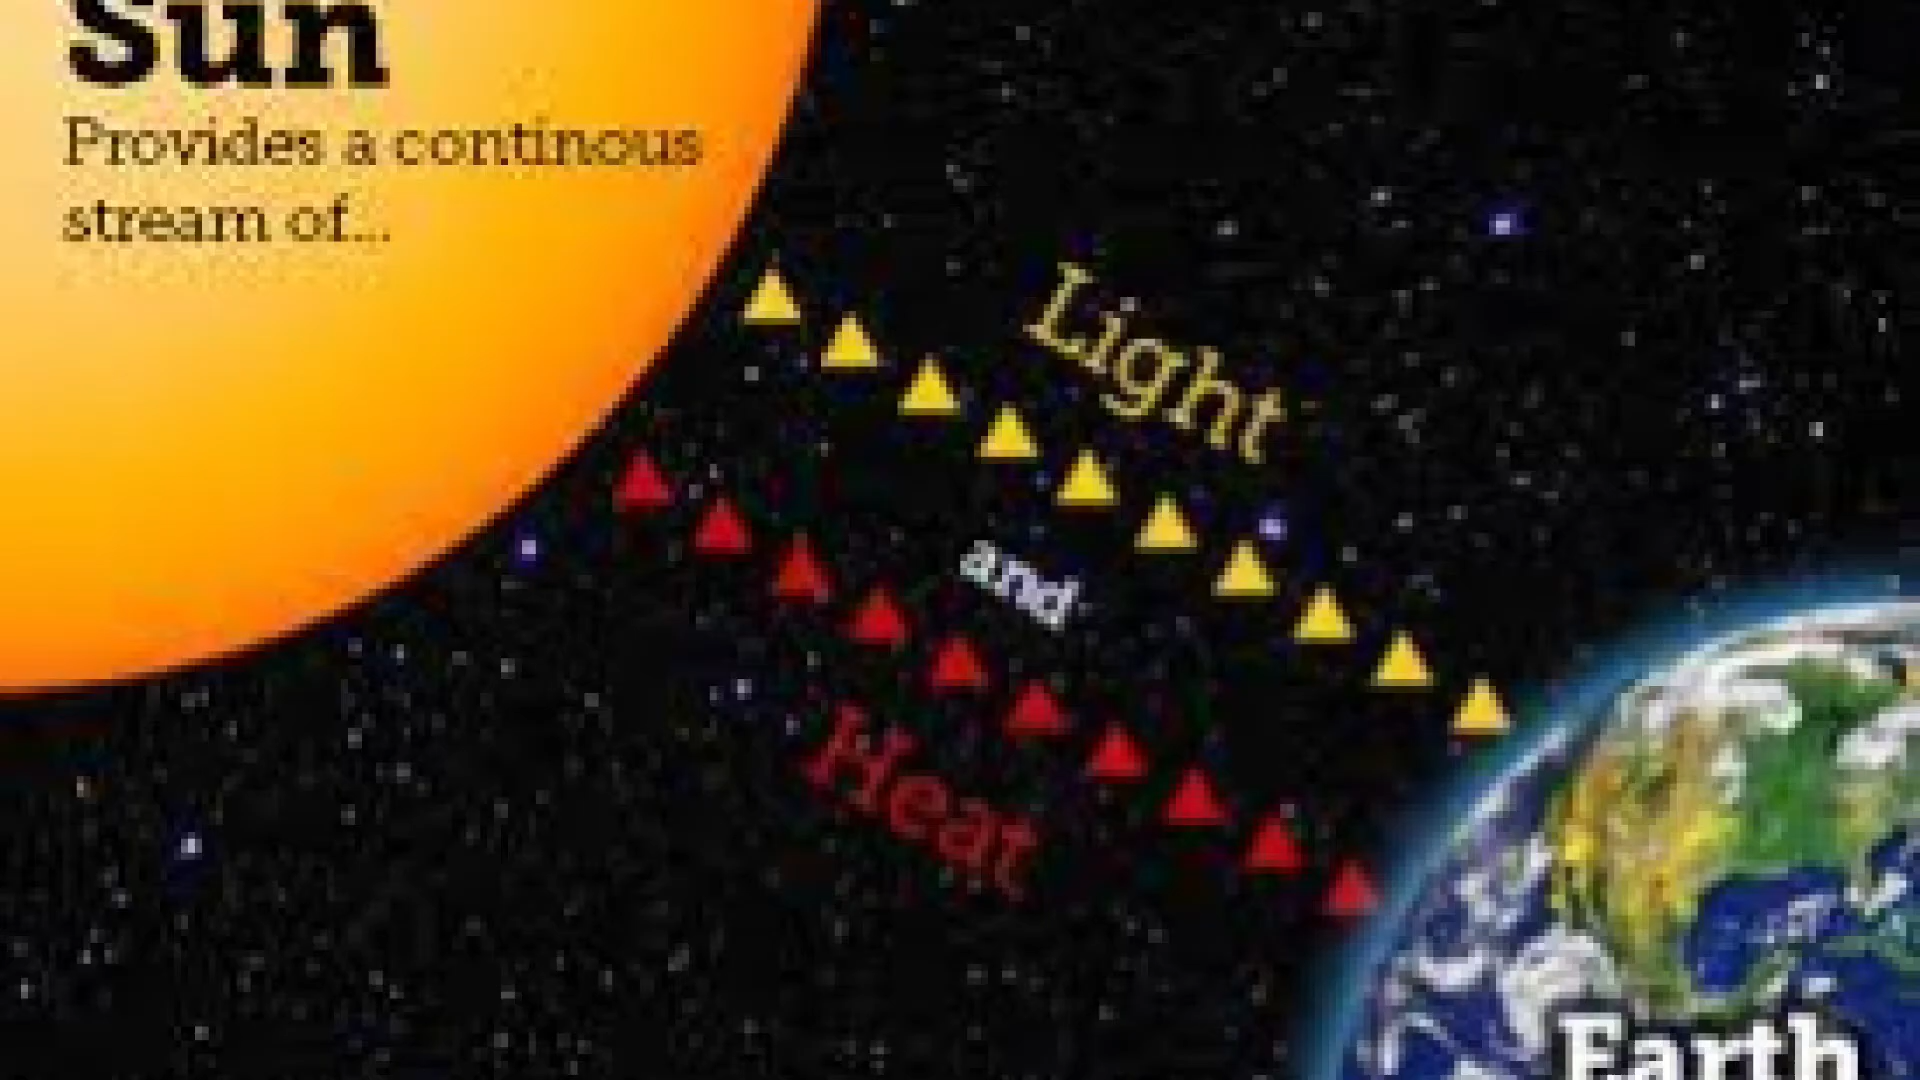 Sun
Provides a continous
stream of...
Light
and
Heat
Earth